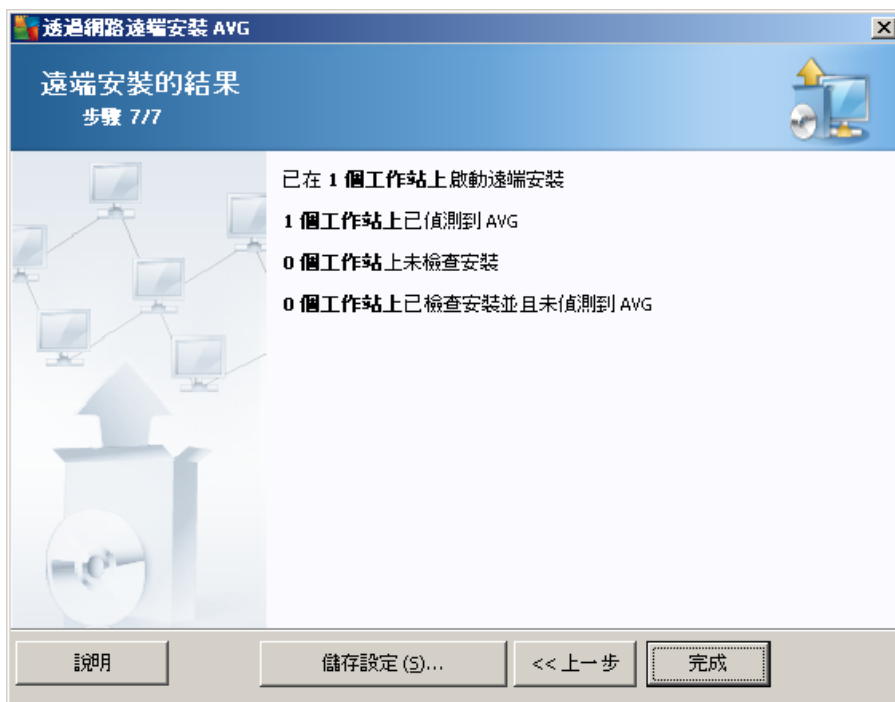 透過網路遠端安裝 AVG
遠端安裝的結果
步驟 7/7
已在 1 個工作站上啟動遠端安裝
1 個工作站上已偵測到 AVG
0 個工作站上未檢查安裝
0 個工作站上已檢查安裝並且未偵測到 AVG
說明
儲存設定 (S)...
<< 上一步
完成